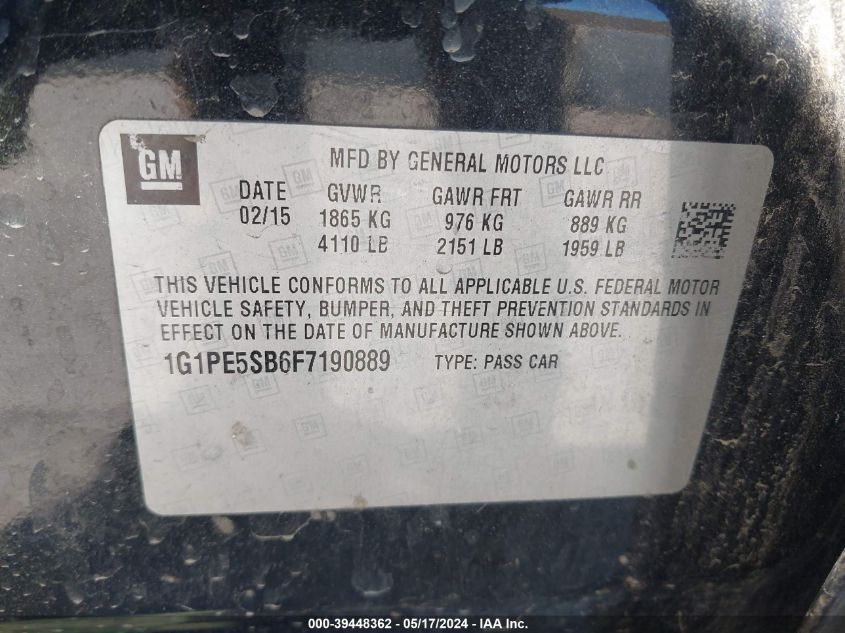 GM
MFD BY GENERAL MOTORS LLC
DATE GVWR GAWR FRT GAWR RR
02/15 1865 KG 976 KG 889 KG
4110 LB 2151 LB 1959 LB
THIS VEHICLE CONFORMS TO ALL APPLICABLE U.S. FEDERAL MOTOR
VEHICLE SAFETY, BUMPER, AND THEFT PREVENTION STANDARDS IN
EFFECT ON THE DATE OF MANUFACTURE SHOWN ABOVE.
1G1PE5SB6F7190889 TYPE: PASS CAR
000-39448362 - 05/17/2024 - IAA Inc.